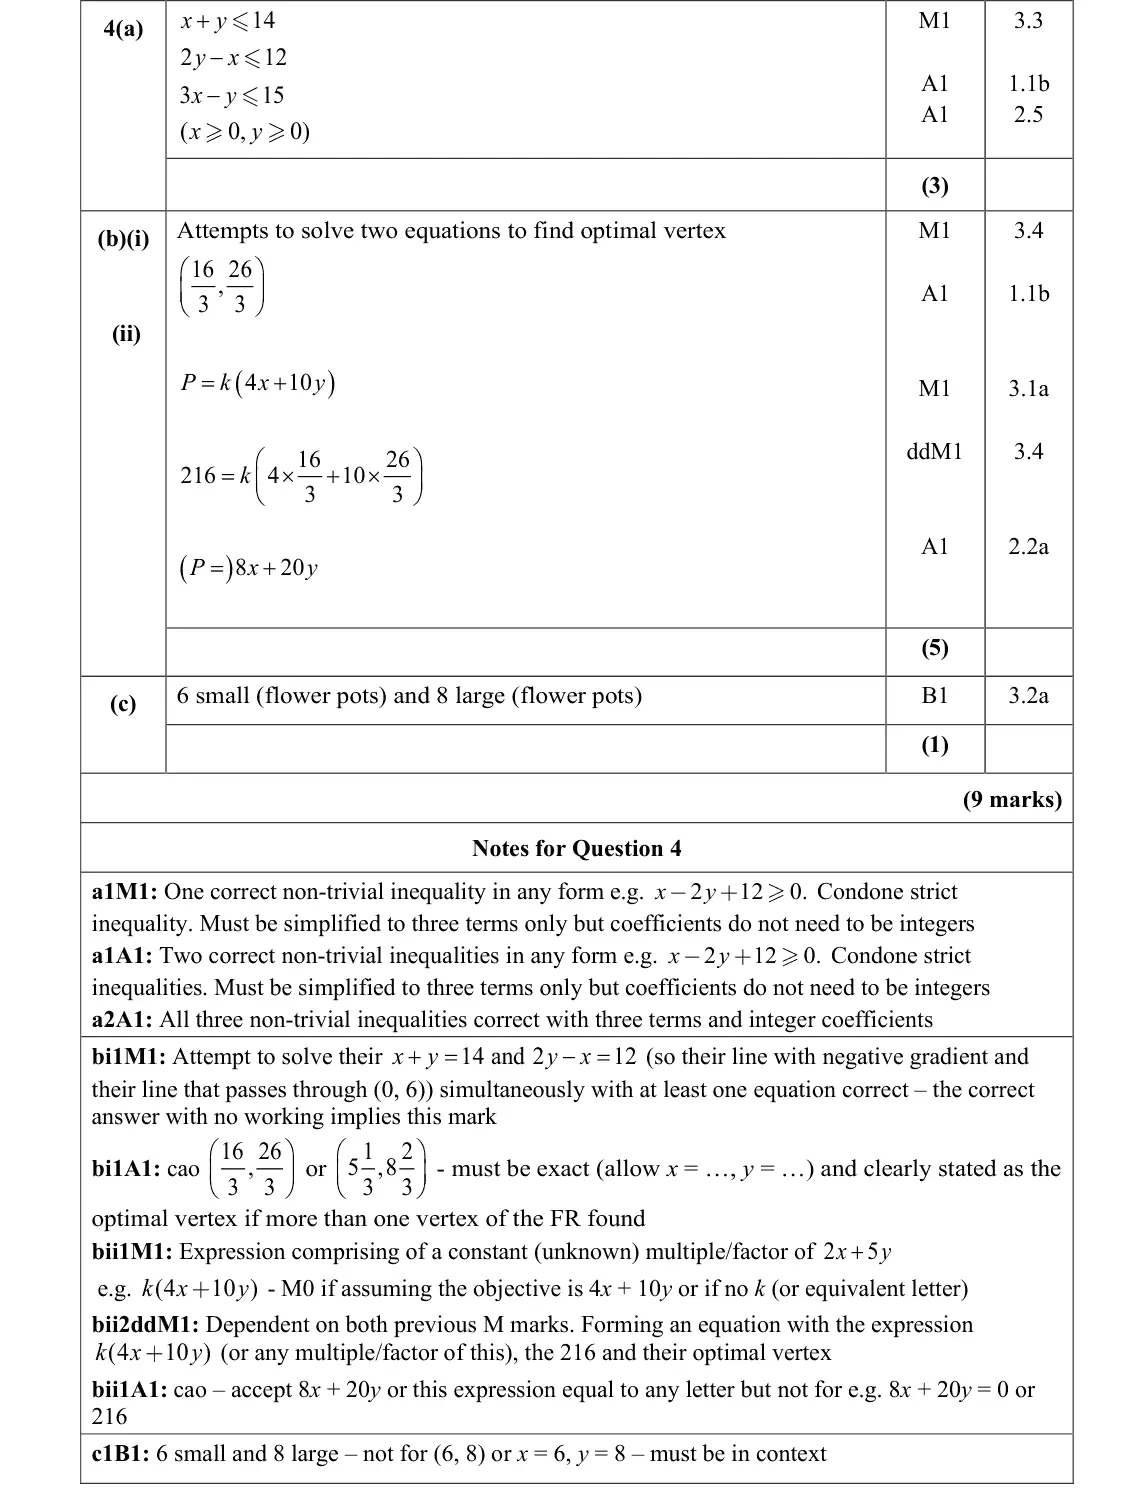 4(a) x + y ⩽ 14 M1 3.3
2y − x ⩽ 12
3x − y ⩽ 15 A1 1.1b
(x ⩾ 0, y ⩾ 0) A1 2.5
(3)
(b)(i) Attempts to solve two equations to find optimal vertex M1 3.4
(16/3, 26/3) A1 1.1b
(ii)
P = k(4x + 10y) M1 3.1a
216 = k(4 × 16/3 + 10 × 26/3) ddM1 3.4
(P =)8x + 20y A1 2.2a
(5)
(c) 6 small (flower pots) and 8 large (flower pots) B1 3.2a
(1)
(9 marks)
Notes for Question 4
a1M1: One correct non-trivial inequality in any form e.g. x − 2y + 12 ⩾ 0. Condone strict
inequality. Must be simplified to three terms only but coefficients do not need to be integers
a1A1: Two correct non-trivial inequalities in any form e.g. x − 2y + 12 ⩾ 0. Condone strict
inequalities. Must be simplified to three terms only but coefficients do not need to be integers
a2A1: All three non-trivial inequalities correct with three terms and integer coefficients
bi1M1: Attempt to solve their x + y = 14 and 2y − x = 12 (so their line with negative gradient and
their line that passes through (0, 6)) simultaneously with at least one equation correct – the correct
answer with no working implies this mark
bi1A1: cao (16/3, 26/3) or (5 1/3, 8 2/3) - must be exact (allow x = …, y = …) and clearly stated as the
optimal vertex if more than one vertex of the FR found
bii1M1: Expression comprising of a constant (unknown) multiple/factor of 2x + 5y
e.g. k(4x + 10y) - M0 if assuming the objective is 4x + 10y or if no k (or equivalent letter)
bii2ddM1: Dependent on both previous M marks. Forming an equation with the expression
k(4x + 10y) (or any multiple/factor of this), the 216 and their optimal vertex
bii1A1: cao – accept 8x + 20y or this expression equal to any letter but not for e.g. 8x + 20y = 0 or
216
c1B1: 6 small and 8 large – not for (6, 8) or x = 6, y = 8 – must be in context